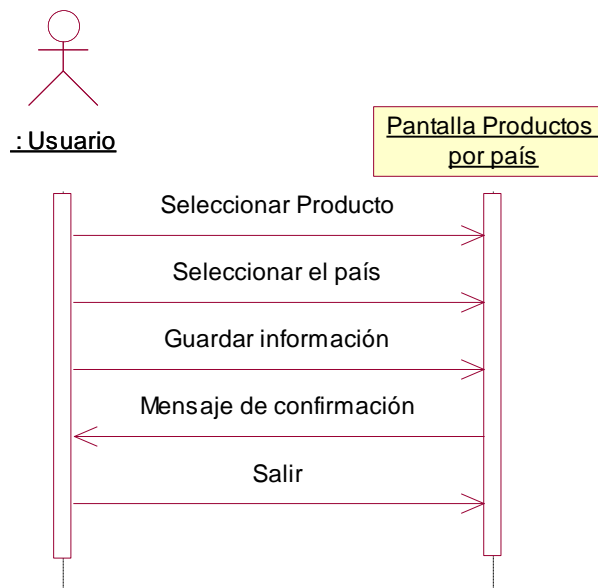 : Usuario
Pantalla Productos
por país
Seleccionar Producto
Seleccionar el país
Guardar información
Mensaje de confirmación
Salir